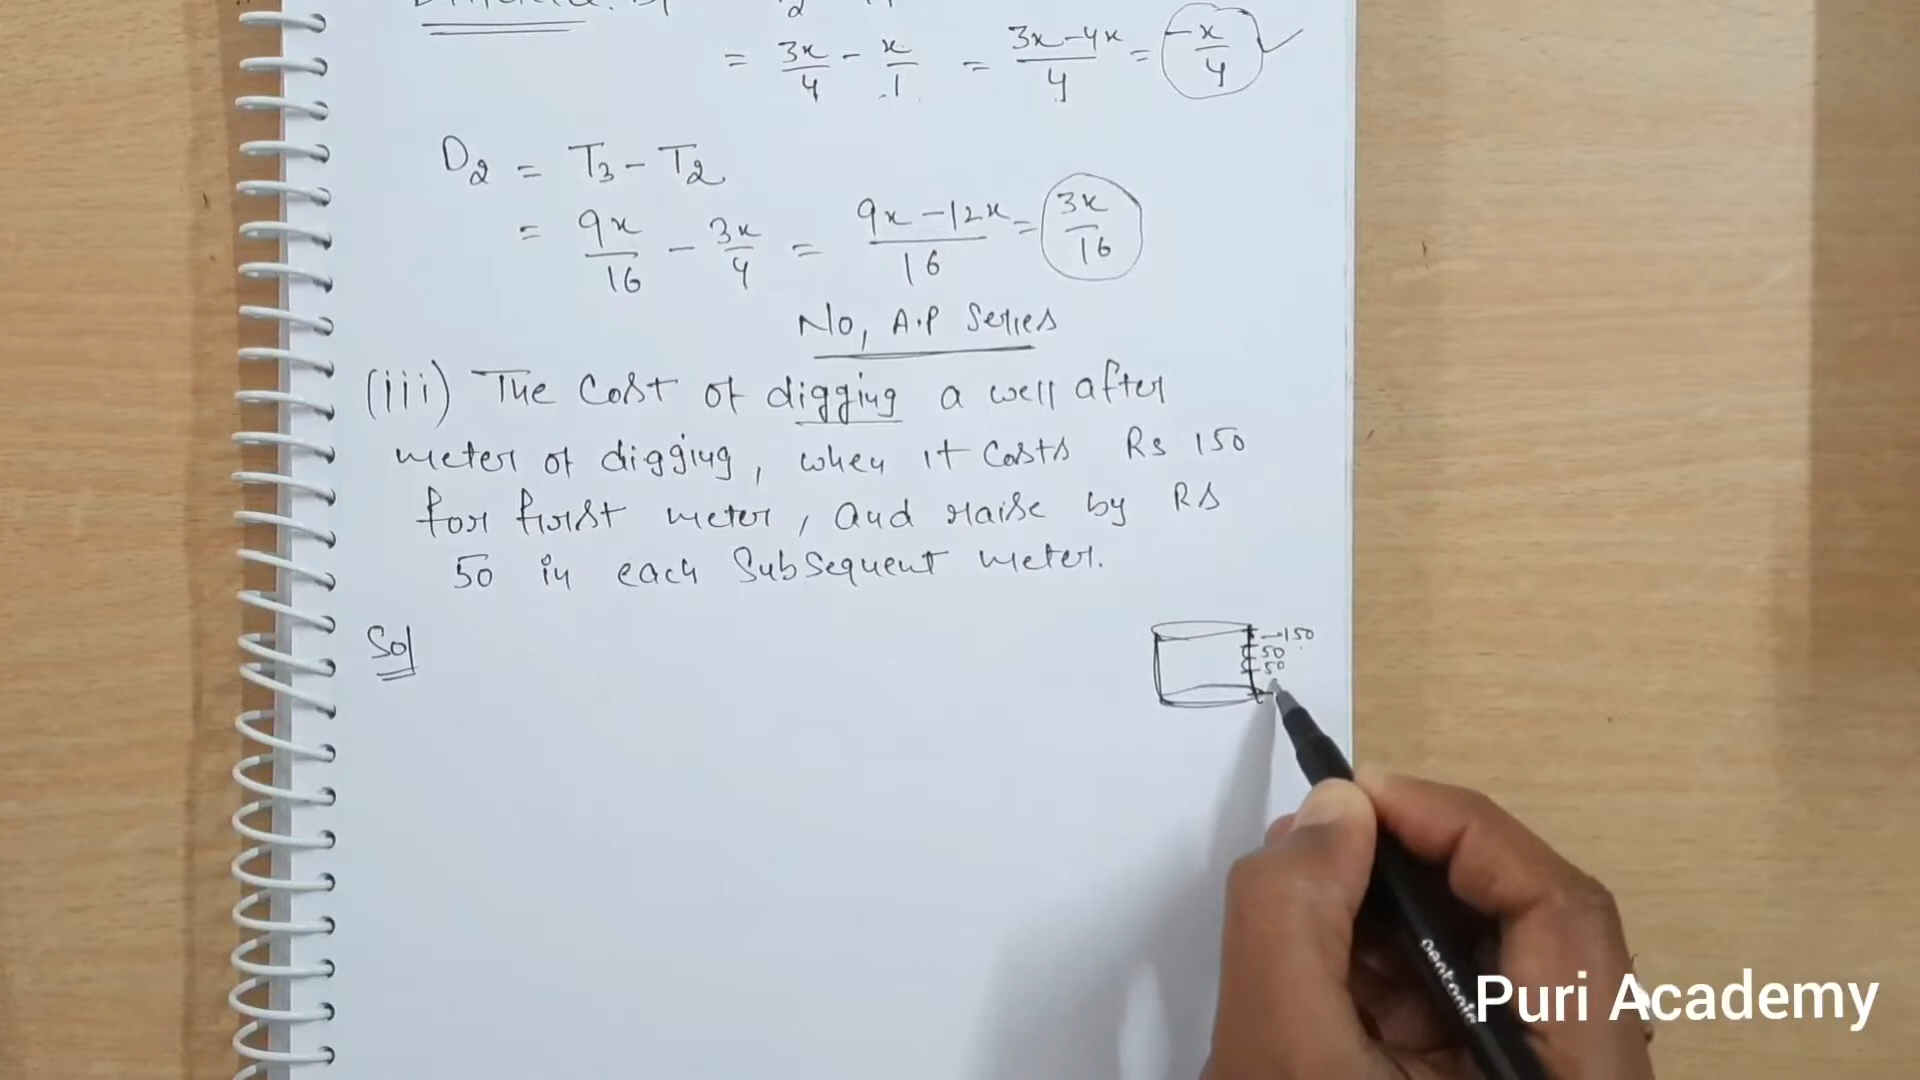 = 3x/4 - x/1 = 3x-4x/4 = -x/4
D2 = T3 - T2
= 9x/16 - 3x/4 = 9x-12x/16 = 3x/16
No, A.P Series
(iii) The Cost of digging a well after
meter of digging, when it Costs Rs 150
for first meter, and raise by RS
50 in each Subsequent meter.
Sol
150
50
50
Puri Academy